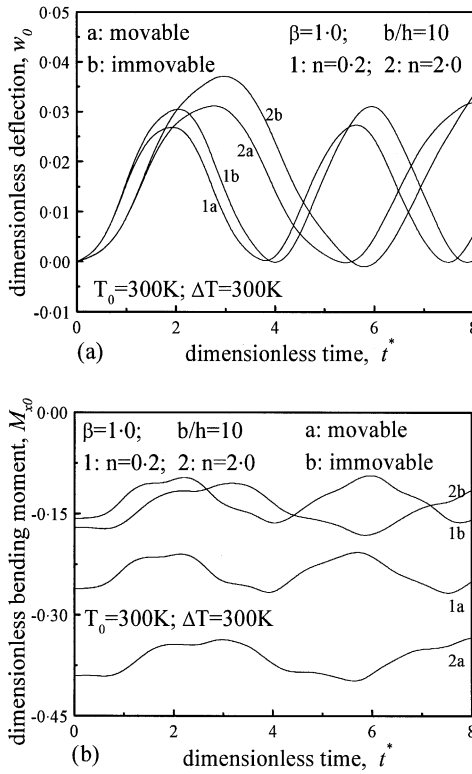 0·05
0·04
0·03
0·02
0·01
0·00
-0·01
dimensionless deflection, w₀
a: movable
b: immovable
β=1·0; b/h=10
1: n=0·2; 2: n=2·0
2b
2a
1b
1a
T₀=300K; ΔT=300K
0 2 4 6 8
(a) dimensionless time, t*
0·00
-0·15
-0·30
-0·45
dimensionless bending moment, Mₓ₀
β=1·0; b/h=10 a: movable
1: n=0·2; 2: n=2·0 b: immovable
2b
1b
1a
T₀=300K; ΔT=300K
2a
0 2 4 6 8
(b) dimensionless time, t*